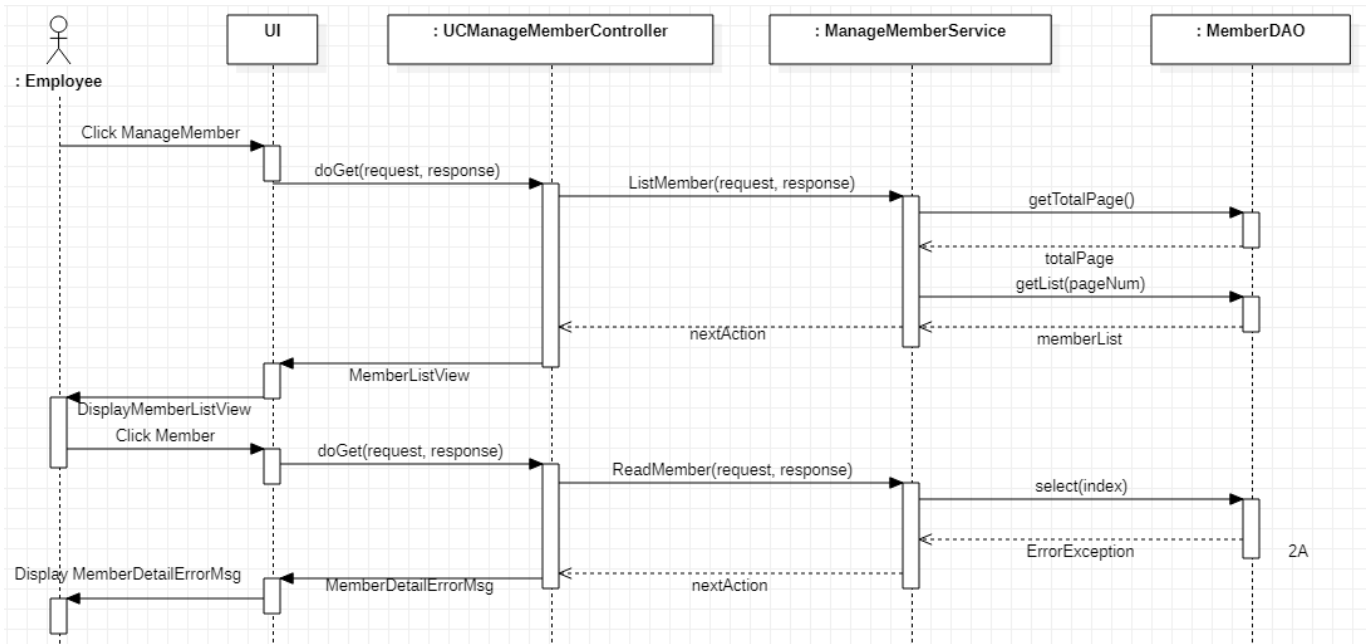 UI
: UCManageMemberController
: ManageMemberService
: MemberDAO
: Employee
Click ManageMember
doGet(request, response)
ListMember(request, response)
getTotalPage()
totalPage
getList(pageNum)
nextAction
memberList
MemberListView
DisplayMemberListView
Click Member
doGet(request, response)
ReadMember(request, response)
select(index)
ErrorException
2A
Display MemberDetailErrorMsg
MemberDetailErrorMsg
nextAction